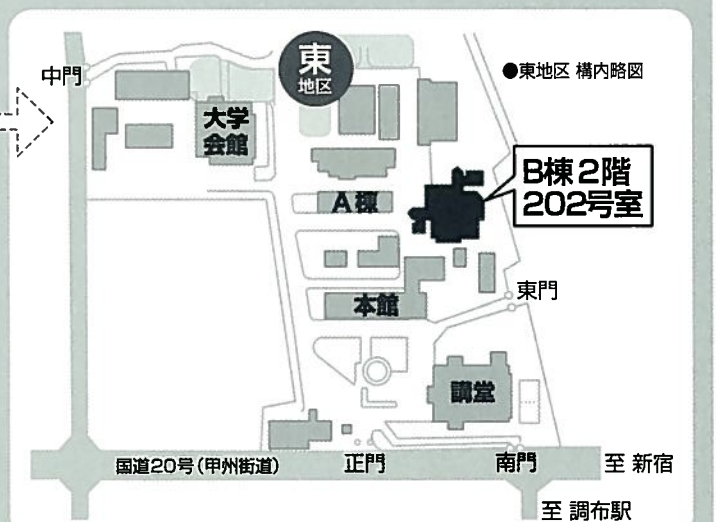 中門
東
地区
●東地区 構内略図
大学
会館
B棟2階
202号室
A棟
東門
本館
講堂
国道20号(甲州街道)
正門
南門
至 新宿
至 調布駅